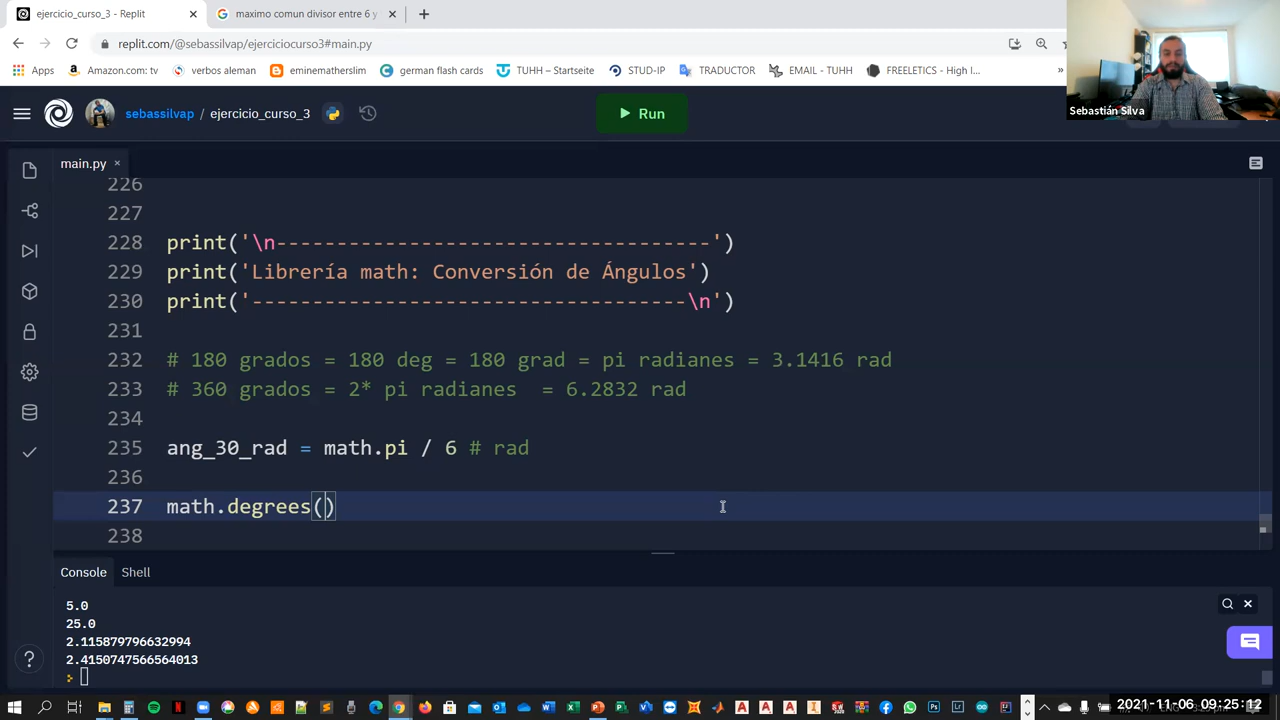 ejercicio_curso_3 - Replit
maximo comun divisor entre 6 y
replit.com/@sebassilvap/ejerciciocurso3#main.py
Apps
Amazon.com: tv
verbos aleman
eminemathslim
german flash cards
TUHH – Startseite
STUD-IP
TRADUCTOR
EMAIL - TUHH
FREELETICS - High I...
Sebastián Silva
sebassilvap / ejercicio_curso_3
Run
main.py
226
227
228 print('\n------------------------------------')
229 print('Librería math: Conversión de Ángulos')
230 print('------------------------------------\n')
231
232 # 180 grados = 180 deg = 180 grad = pi radianes = 3.1416 rad
233 # 360 grados = 2* pi radianes  = 6.2832 rad
234
235 ang_30_rad = math.pi / 6 # rad
236
237 math.degrees()
238
Console
Shell
5.0
25.0
2.115879796632994
2.4150747566564013
2021-11-06 09:25:12